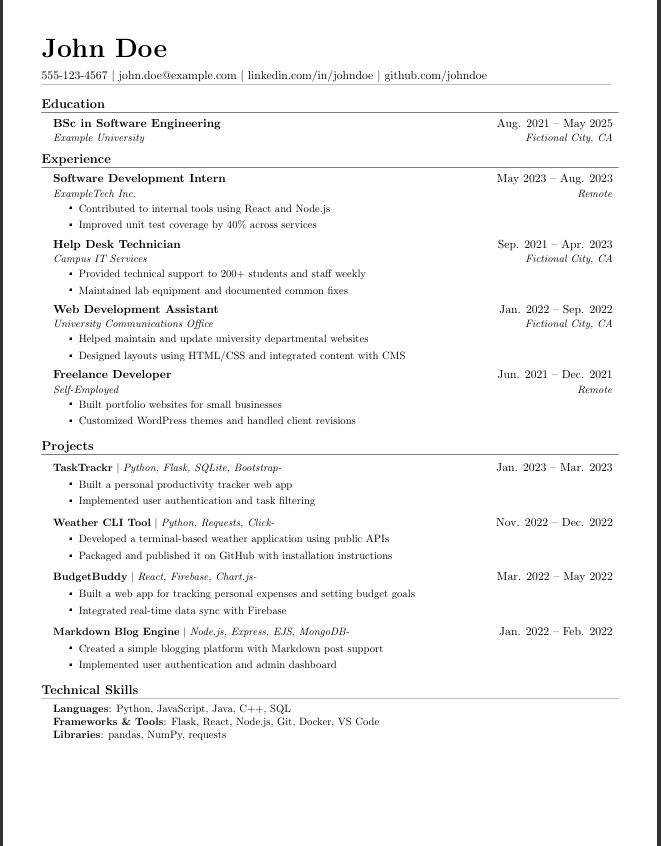 John Doe
555-123-4567 | john.doe@example.com | linkedin.com/in/johndoe | github.com/johndoe
Education
BSc in Software Engineering Aug. 2021 – May 2025
Example University Fictional City, CA
Experience
Software Development Intern May 2023 – Aug. 2023
ExampleTech Inc. Remote
▪ Contributed to internal tools using React and Node.js
▪ Improved unit test coverage by 40% across services
Help Desk Technician Sep. 2021 – Apr. 2023
Campus IT Services Fictional City, CA
▪ Provided technical support to 200+ students and staff weekly
▪ Maintained lab equipment and documented common fixes
Web Development Assistant Jan. 2022 – Sep. 2022
University Communications Office Fictional City, CA
▪ Helped maintain and update university departmental websites
▪ Designed layouts using HTML/CSS and integrated content with CMS
Freelance Developer Jun. 2021 – Dec. 2021
Self-Employed Remote
▪ Built portfolio websites for small businesses
▪ Customized WordPress themes and handled client revisions
Projects
TaskTrackr | Python, Flask, SQLite, Bootstrap- Jan. 2023 – Mar. 2023
▪ Built a personal productivity tracker web app
▪ Implemented user authentication and task filtering
Weather CLI Tool | Python, Requests, Click- Nov. 2022 – Dec. 2022
▪ Developed a terminal-based weather application using public APIs
▪ Packaged and published it on GitHub with installation instructions
BudgetBuddy | React, Firebase, Chart.js- Mar. 2022 – May 2022
▪ Built a web app for tracking personal expenses and setting budget goals
▪ Integrated real-time data sync with Firebase
Markdown Blog Engine | Node.js, Express, EJS, MongoDB- Jan. 2022 – Feb. 2022
▪ Created a simple blogging platform with Markdown post support
▪ Implemented user authentication and admin dashboard
Technical Skills
Languages: Python, JavaScript, Java, C++, SQL
Frameworks & Tools: Flask, React, Node.js, Git, Docker, VS Code
Libraries: pandas, NumPy, requests